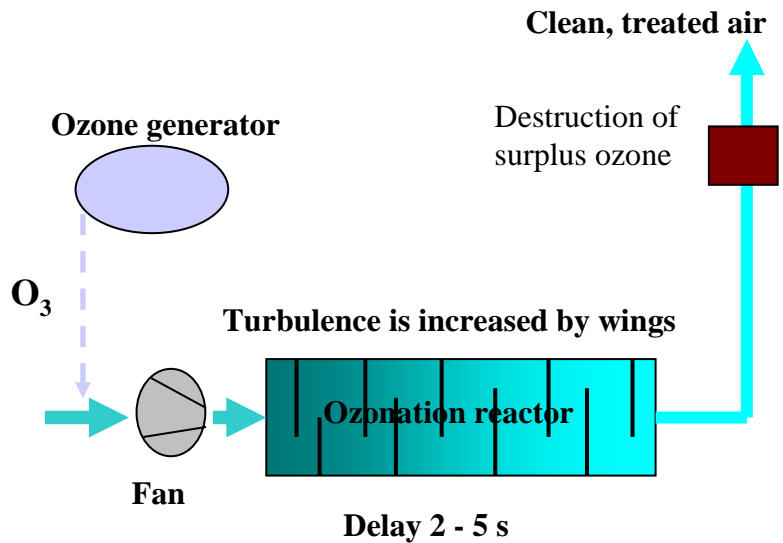 Clean, treated air
Ozone generator
Destruction of
surplus ozone
O₃
Turbulence is increased by wings
Ozonation reactor
Fan
Delay 2 - 5 s